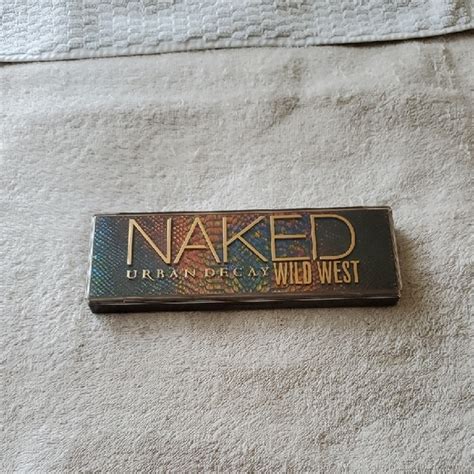 NAKED
URBAN DECAY WILD WEST